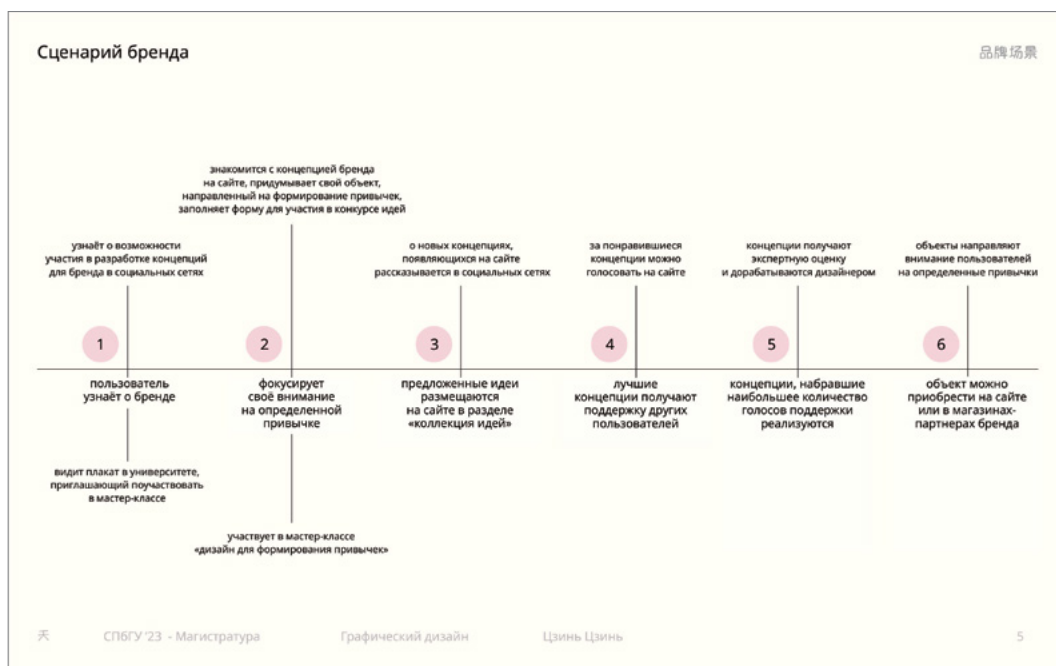 Сценарий бренда
品牌场景
знакомится с концепцией бренда
на сайте, придумывает свой объект,
направленный на формирование привычек,
заполняет форму для участия в конкурсе идей
узнаёт о возможности
участия в разработке концепций
для бренда в социальных сетях
о новых концепциях,
появляющихся на сайте
рассказывается в социальных сетях
за понравившиеся
концепции можно
голосовать на сайте
концепции получают
экспертную оценку
и дорабатываются дизайнером
объекты направляют
внимание пользователей
на определенные привычки
1
2
3
4
5
6
пользователь
узнаёт о бренде
фокусирует
своё внимание
на определенной
привычке
предложенные идеи
размещаются
на сайте в разделе
«коллекция идей»
лучшие
концепции получают
поддержку других
пользователей
концепции, набравшие
наибольшее количество
голосов поддержки
реализуются
объект можно
приобрести на сайте
или в магазинах-
партнерах бренда
видит плакат в университете,
приглашающий поучаствовать
в мастер-классе
участвует в мастер-классе
«дизайн для формирования привычек»
СПбГУ '23 - Магистратура
Графический дизайн
Цзинь Цзинь
5